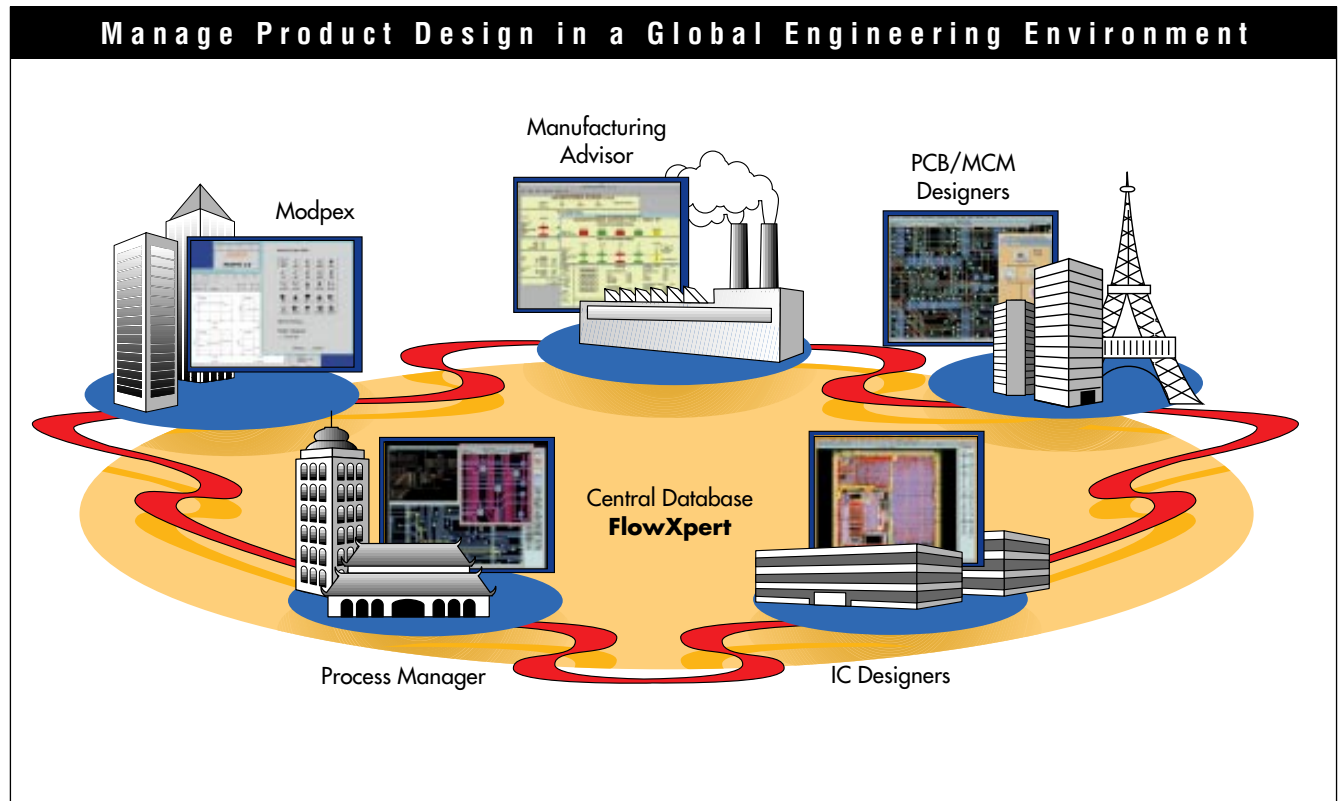 Manage Product Design in a Global Engineering Environment
Manufacturing
Advisor
PCB/MCM
Designers
Modpex
Central Database
FlowXpert
Process Manager
IC Designers